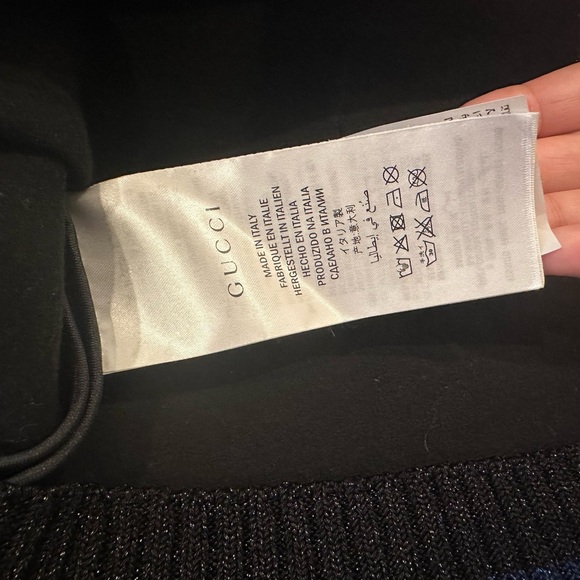 GUCCI
MADE IN ITALY
FABRIQUE EN ITALIE
HERGESTELLT IN ITALIEN
HECHO EN ITALIA
PRODUZIDO NA ITALIA
СДЕЛАНО В ИТАЛИИ
イタリア製
产地:意大利
صنع في إيطاليا